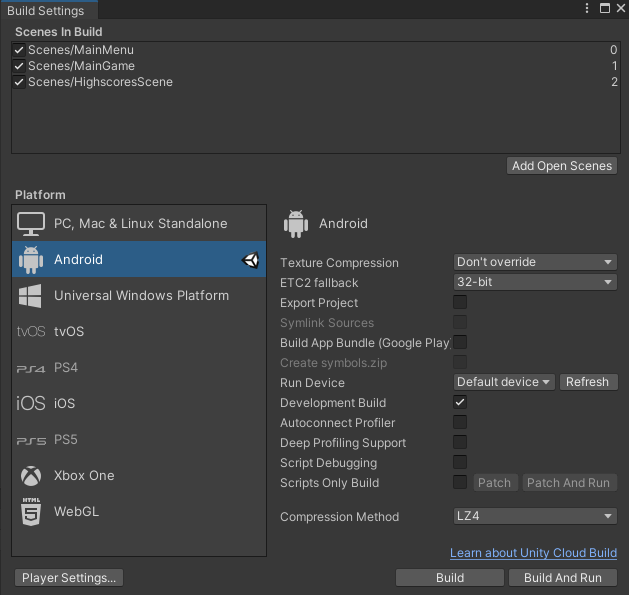 Build Settings
Scenes In Build
Scenes/MainMenu 0
Scenes/MainGame 1
Scenes/HighscoresScene 2
Add Open Scenes
Platform
PC, Mac & Linux Standalone
Android
Universal Windows Platform
tvOS tvOS
PS4 PS4
iOS iOS
PS5 PS5
Xbox One
HTML 5 WebGL
Android
Texture Compression Don't override
ETC2 fallback 32-bit
Export Project
Symlink Sources
Build App Bundle (Google Play
Create symbols.zip
Run Device Default device Refresh
Development Build
Autoconnect Profiler
Deep Profiling Support
Script Debugging
Scripts Only Build Patch Patch And Run
Compression Method LZ4
Learn about Unity Cloud Build
Player Settings... Build Build And Run